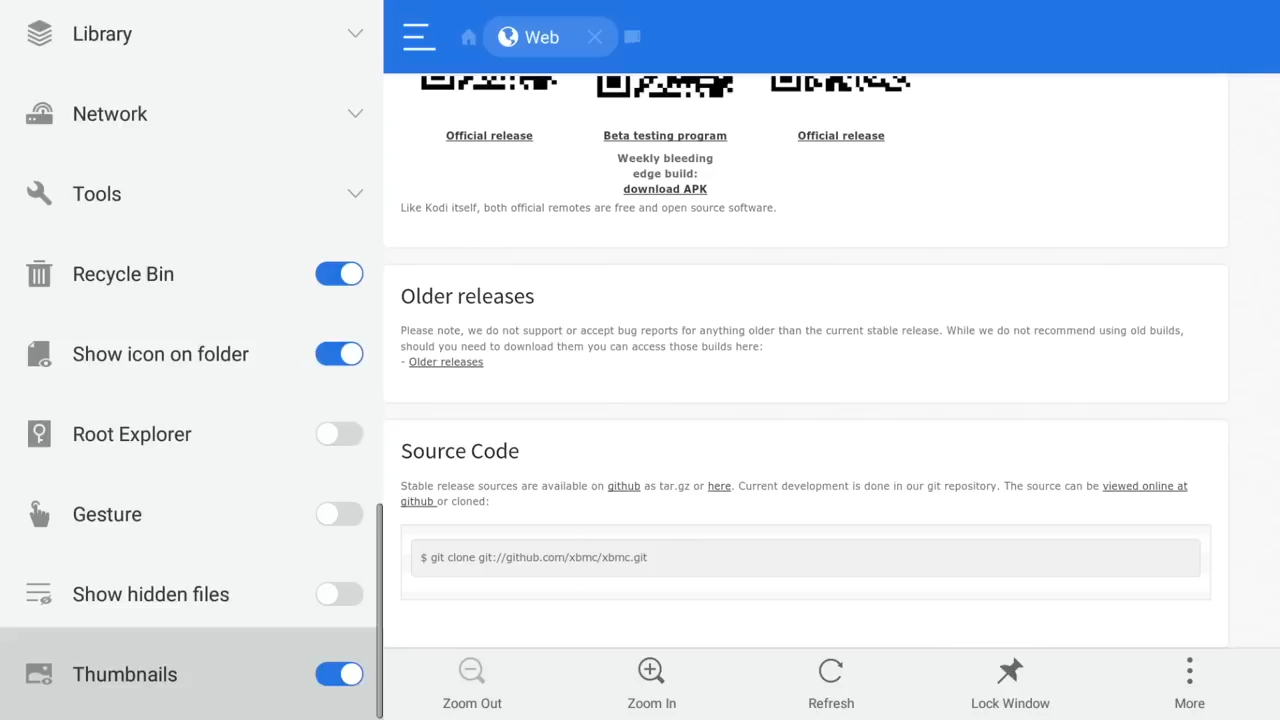 Library
Network
Tools
Recycle Bin
Show icon on folder
Root Explorer
Gesture
Show hidden files
Thumbnails
Web
Official release
Beta testing program
Official release
Weekly bleeding
edge build:
download APK
Like Kodi itself, both official remotes are free and open source software.
Older releases
Please note, we do not support or accept bug reports for anything older than the current stable release. While we do not recommend using old builds,
should you need to download them you can access those builds here:
- Older releases
Source Code
Stable release sources are available on github as tar.gz or here. Current development is done in our git repository. The source can be viewed online at
github or cloned:
$ git clone git://github.com/xbmc/xbmc.git
Zoom Out
Zoom In
Refresh
Lock Window
More